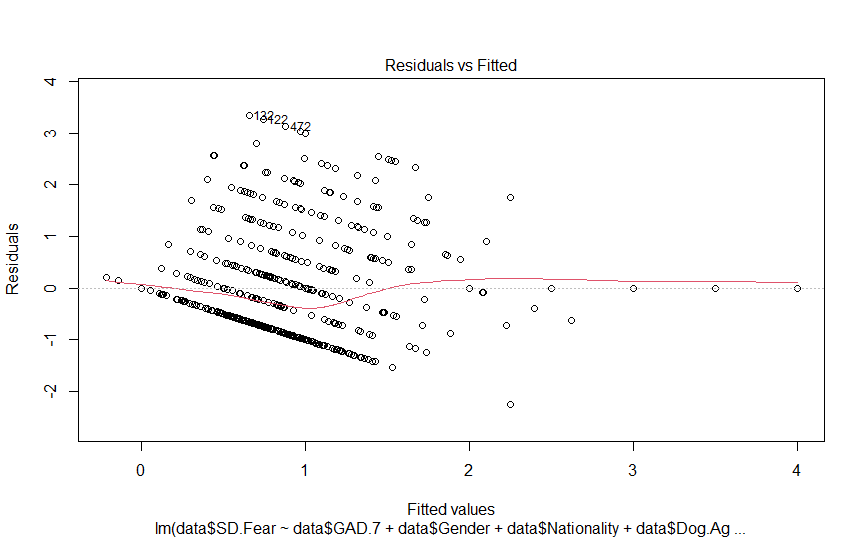 Residuals vs Fitted
Residuals
4
3
2
1
0
-1
-2
132
122
472
0 1 2 3 4
Fitted values
lm(data$SD.Fear ~ data$GAD.7 + data$Gender + data$Nationality + data$Dog.Ag ...